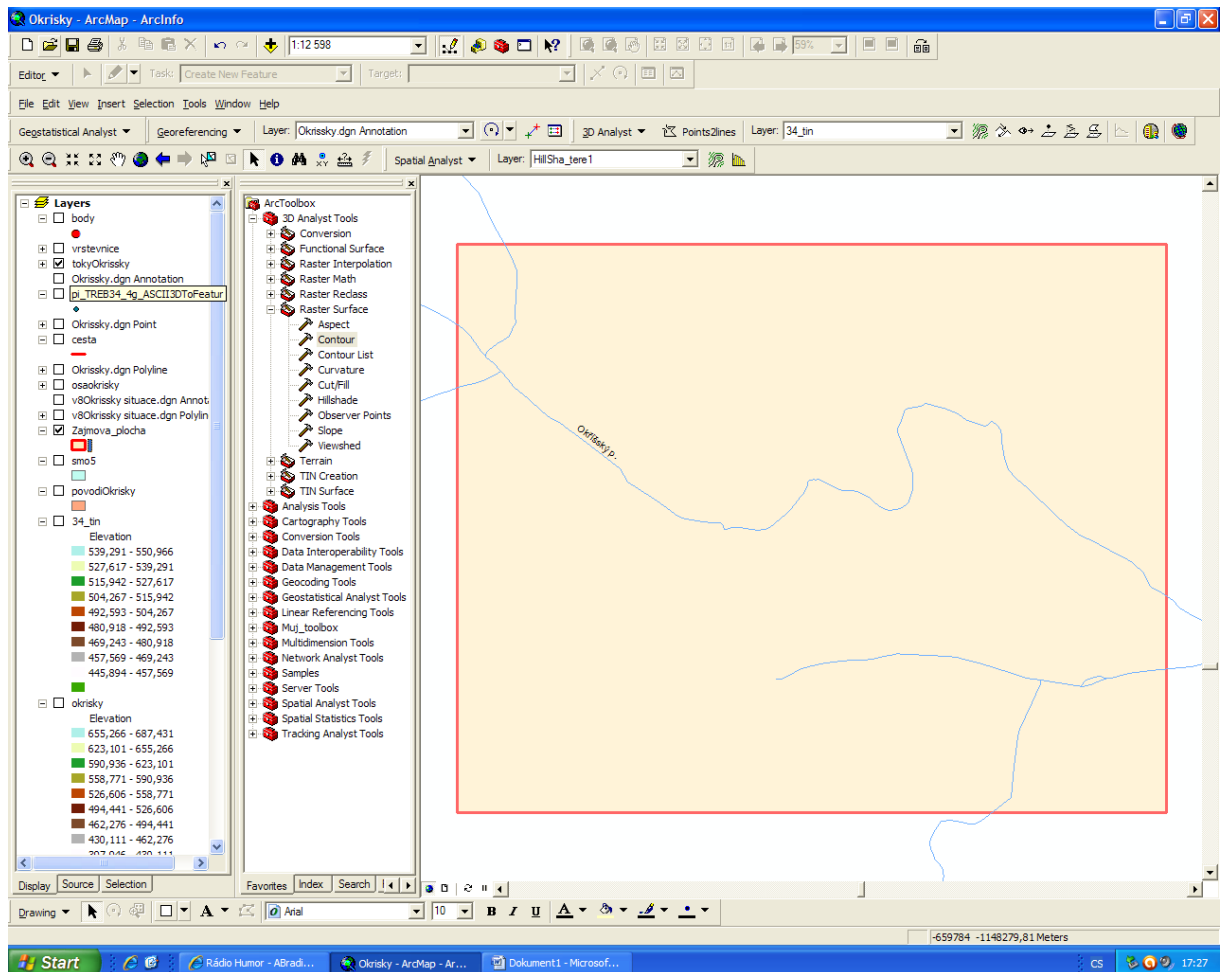 Okrisky - ArcMap - ArcInfo
1:12 598
59%
Editor
Task: Create New Feature
Target:
File Edit View Insert Selection Tools Window Help
Geostatistical Analyst
Georeferencing
Layer: Okrissky.dgn Annotation
3D Analyst
Points2lines
Layer: 34_tin
Spatial Analyst
Layer: HillSha_tere1
Layers
body
vrstevnice
tokyOkrissky
Okrissky.dgn Annotation
pi_TREB34_4g_ASCII3DToFeatur
Okrissky.dgn Point
cesta
Okrissky.dgn Polyline
osaokrisky
v8Okrissky situace.dgn Annot
v8Okrissky situace.dgn Polylin
Zajmova_plocha
smo5
povodiOkrisky
34_tin
Elevation
539,291 - 550,966
527,617 - 539,291
515,942 - 527,617
504,267 - 515,942
492,593 - 504,267
480,918 - 492,593
469,243 - 480,918
457,569 - 469,243
445,894 - 457,569
okrisky
Elevation
655,266 - 687,431
623,101 - 655,266
590,936 - 623,101
558,771 - 590,936
526,606 - 558,771
494,441 - 526,606
462,276 - 494,441
430,111 - 462,276
Display Source Selection
ArcToolbox
3D Analyst Tools
Conversion
Functional Surface
Raster Interpolation
Raster Math
Raster Reclass
Raster Surface
Aspect
Contour
Contour List
Curvature
Cut/Fill
Hillshade
Observer Points
Slope
Viewshed
Terrain
TIN Creation
TIN Surface
Analysis Tools
Cartography Tools
Conversion Tools
Data Interoperability Tools
Data Management Tools
Geocoding Tools
Geostatistical Analyst Tools
Linear Referencing Tools
Muj_toolbox
Multidimension Tools
Network Analyst Tools
Samples
Server Tools
Spatial Analyst Tools
Spatial Statistics Tools
Tracking Analyst Tools
Favorites Index Search
Okříšský p.
Drawing
A
Arial
10
B I U A
-659784 -1148279,81 Meters
Start
Rádio Humor - ABradi...
Okrisky - ArcMap - Ar...
Dokument1 - Microsof...
CS
17:27